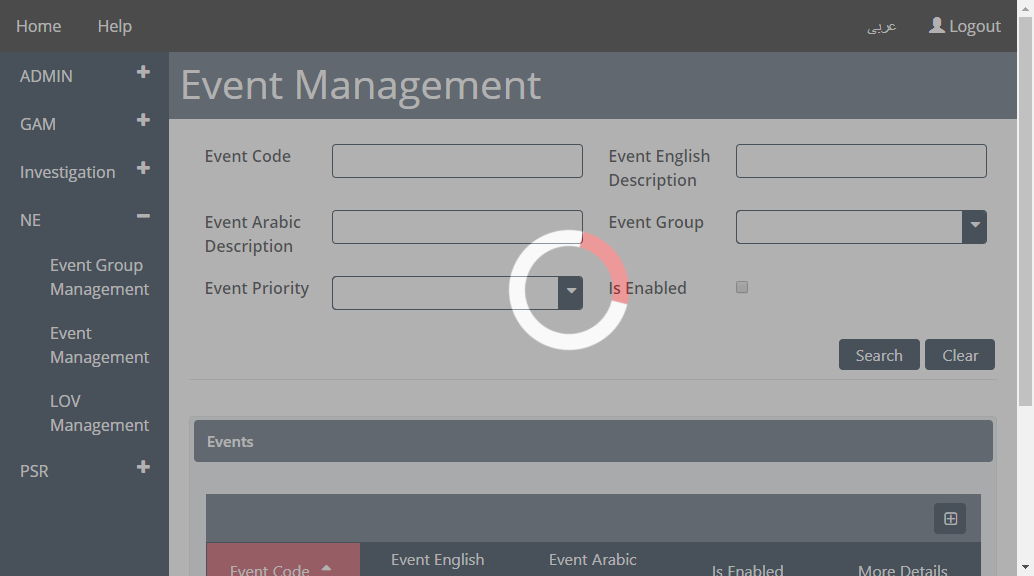 Home Help عربى Logout
ADMIN
GAM
Investigation
NE
Event Group
Management
Event
Management
LOV
Management
PSR
Event Management
Event Code
Event English
Description
Event Arabic
Description
Event Group
Event Priority
Is Enabled
Search Clear
Events
Event Code
Event English
Event Arabic
Is Enabled
More Details